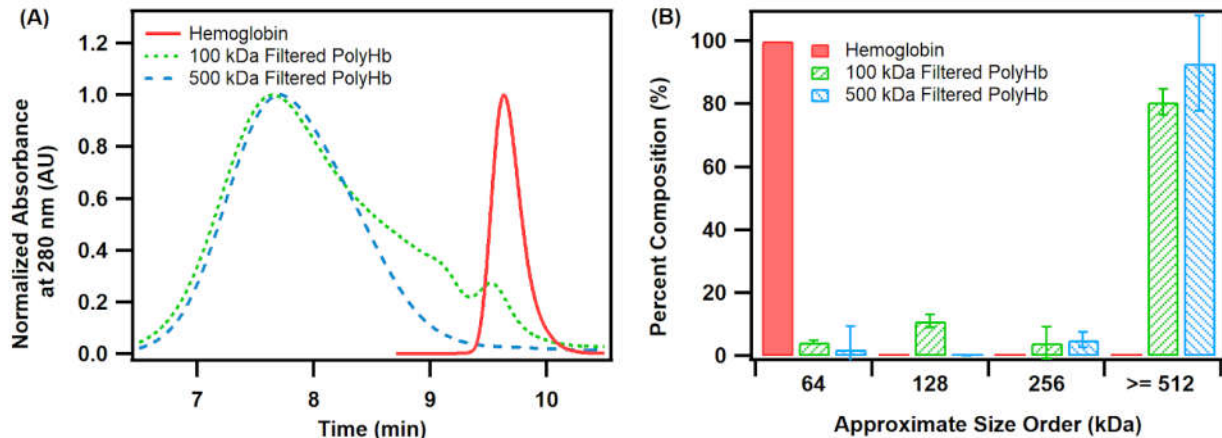 (A)
Normalized Absorbance
at 280 nm (AU)
1.2
1.0
0.8
0.6
0.4
0.2
0.0
Hemoglobin
100 kDa Filtered PolyHb
500 kDa Filtered PolyHb
7
8
9
10
Time (min)
(B)
Percent Composition (%)
100
80
60
40
20
0
Hemoglobin
100 kDa Filtered PolyHb
500 kDa Filtered PolyHb
64
128
256
>= 512
Approximate Size Order (kDa)